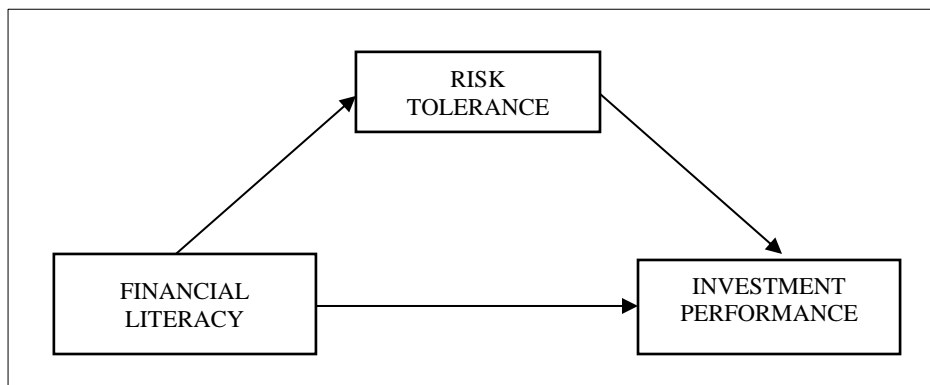 RISK
TOLERANCE
FINANCIAL
LITERACY
INVESTMENT
PERFORMANCE